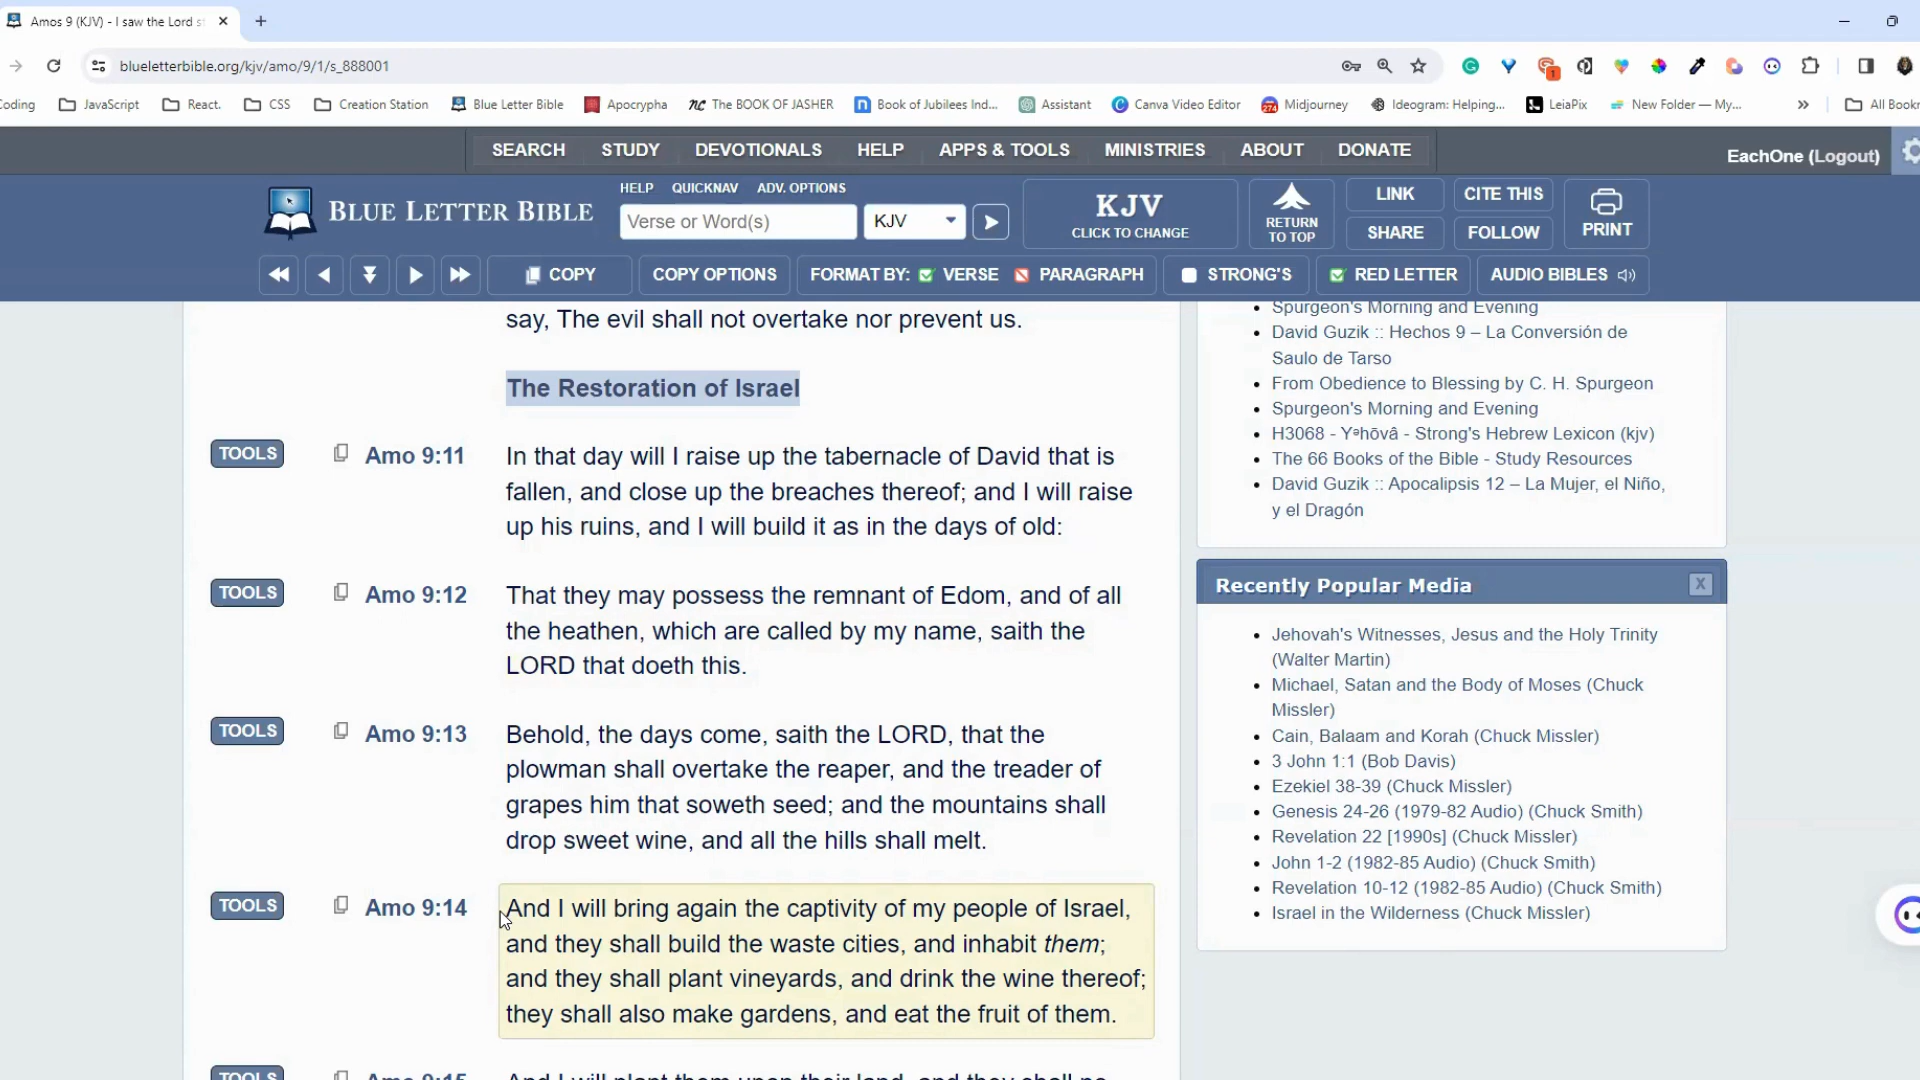 Amos 9 (KJV) - I saw the Lord s
blueletterbible.org/kjv/amo/9/1/s_888001
Coding JavaScript React. CSS Creation Station Blue Letter Bible Apocrypha The BOOK OF JASHER Book of Jubilees Ind... Assistant Canva Video Editor Midjourney Ideogram: Helping... LeiaPix New Folder — My... All Bookr
SEARCH STUDY DEVOTIONALS HELP APPS & TOOLS MINISTRIES ABOUT DONATE
EachOne (Logout)
BLUE LETTER BIBLE
HELP QUICKNAV ADV. OPTIONS
Verse or Word(s) KJV
KJV
CLICK TO CHANGE
RETURN
TO TOP
LINK CITE THIS
SHARE FOLLOW
PRINT
COPY COPY OPTIONS FORMAT BY: VERSE PARAGRAPH STRONG'S RED LETTER AUDIO BIBLES
say, The evil shall not overtake nor prevent us.
The Restoration of Israel
TOOLS Amo 9:11 In that day will I raise up the tabernacle of David that is
fallen, and close up the breaches thereof; and I will raise
up his ruins, and I will build it as in the days of old:
TOOLS Amo 9:12 That they may possess the remnant of Edom, and of all
the heathen, which are called by my name, saith the
LORD that doeth this.
TOOLS Amo 9:13 Behold, the days come, saith the LORD, that the
plowman shall overtake the reaper, and the treader of
grapes him that soweth seed; and the mountains shall
drop sweet wine, and all the hills shall melt.
TOOLS Amo 9:14 And I will bring again the captivity of my people of Israel,
and they shall build the waste cities, and inhabit them;
and they shall plant vineyards, and drink the wine thereof;
they shall also make gardens, and eat the fruit of them.
TOOLS Amo 9:15 And I will plant them upon their land, and they shall no
Spurgeon's Morning and Evening
David Guzik :: Hechos 9 – La Conversión de
Saulo de Tarso
From Obedience to Blessing by C. H. Spurgeon
Spurgeon's Morning and Evening
H3068 - Yᵊhōvâ - Strong's Hebrew Lexicon (kjv)
The 66 Books of the Bible - Study Resources
David Guzik :: Apocalipsis 12 – La Mujer, el Niño,
y el Dragón
Recently Popular Media X
Jehovah's Witnesses, Jesus and the Holy Trinity
(Walter Martin)
Michael, Satan and the Body of Moses (Chuck
Missler)
Cain, Balaam and Korah (Chuck Missler)
3 John 1:1 (Bob Davis)
Ezekiel 38-39 (Chuck Missler)
Genesis 24-26 (1979-82 Audio) (Chuck Smith)
Revelation 22 [1990s] (Chuck Missler)
John 1-2 (1982-85 Audio) (Chuck Smith)
Revelation 10-12 (1982-85 Audio) (Chuck Smith)
Israel in the Wilderness (Chuck Missler)